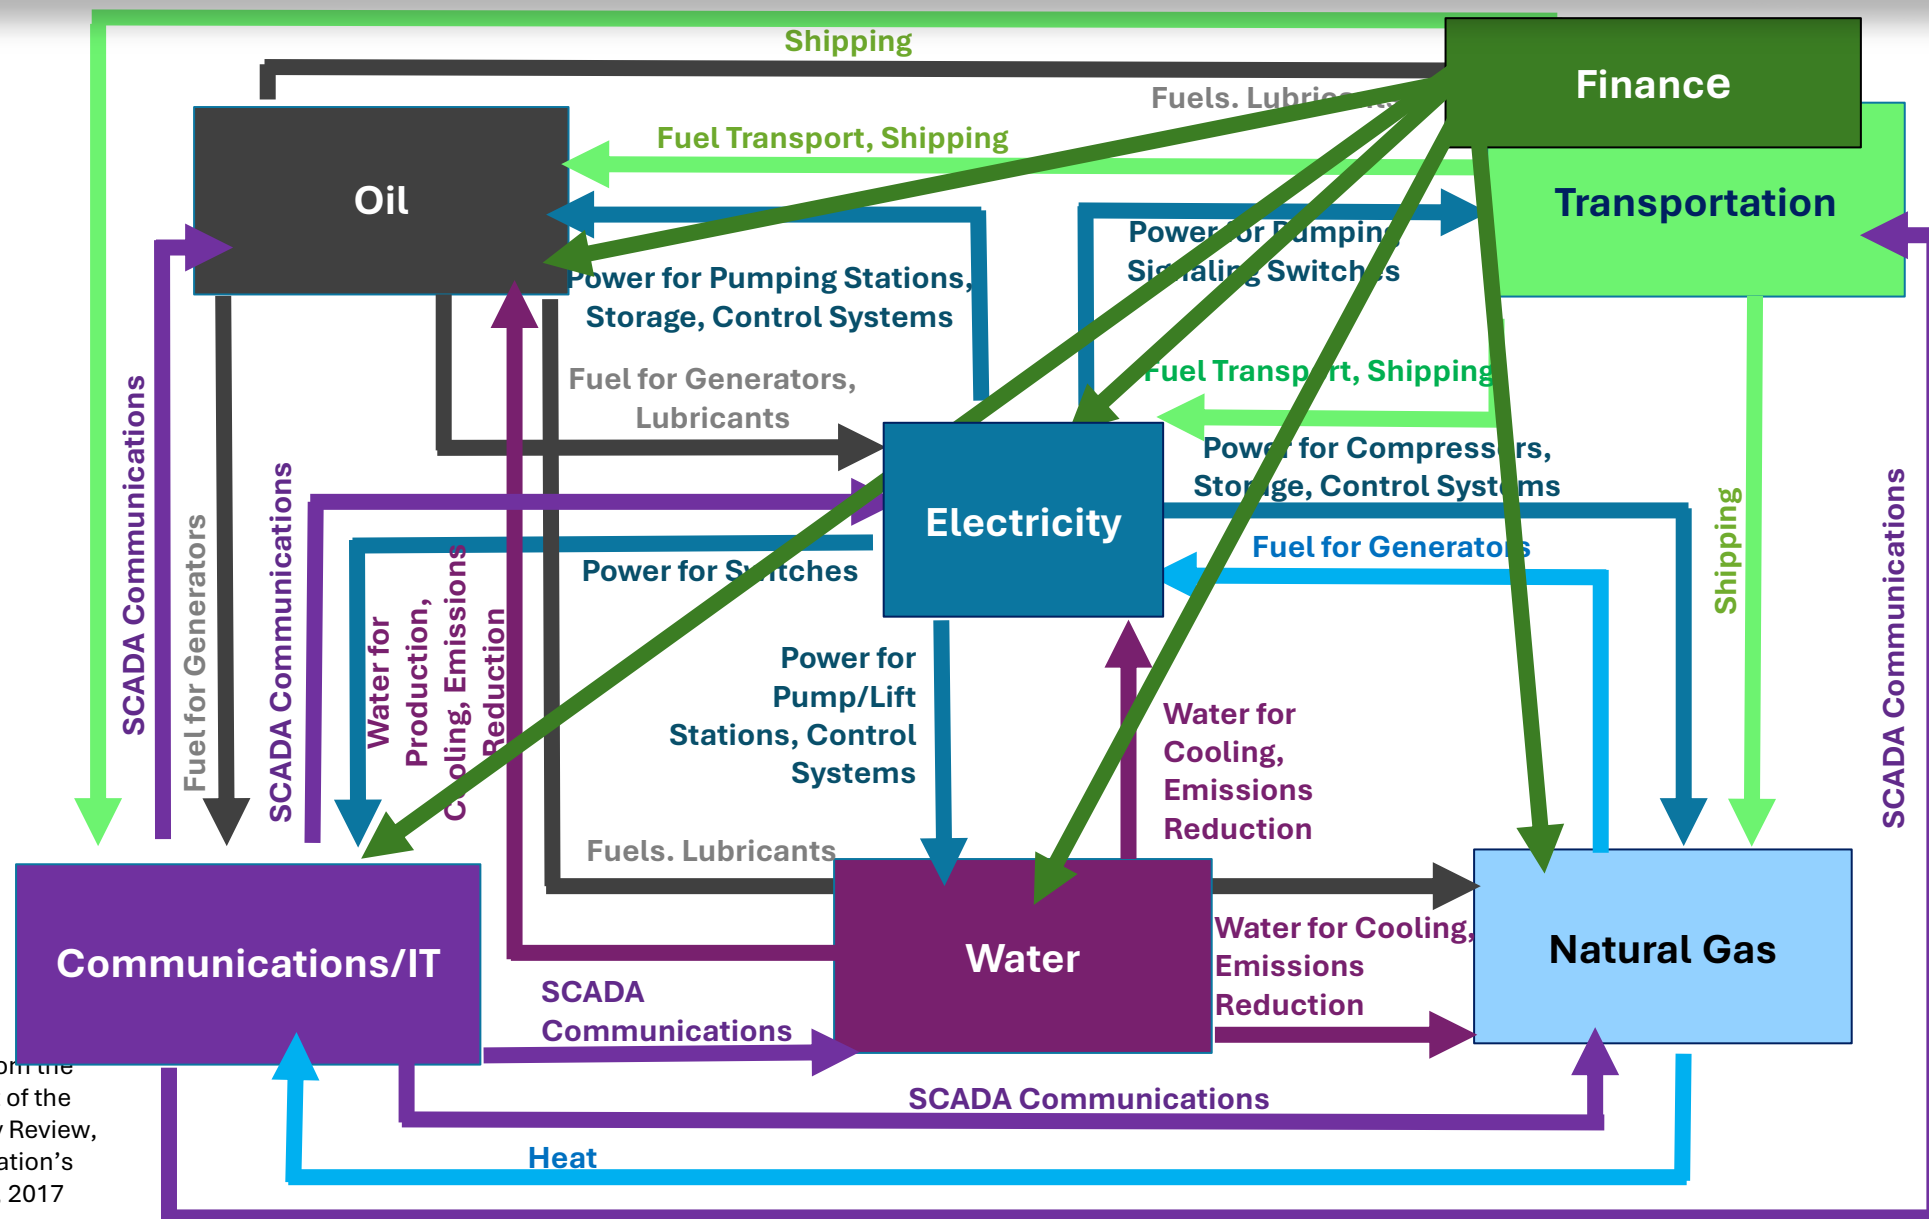 Shipping
Finance
Fuels. Lubricants
Fuel Transport, Shipping
Oil
Transportation
Power for Pumping
Signaling Switches
Power for Pumping Stations,
Storage, Control Systems
Fuel for Generators,
Lubricants
Fuel Transport, Shipping
Power for Compressors,
Storage, Control Systems
Electricity
Fuel for Generators
Power for Switches
SCADA Communications
Fuel for Generators
SCADA Communications
Water for
Production,
Cooling, Emissions
Reduction
Shipping
SCADA Communications
Power for
Pump/Lift
Stations, Control
Systems
Water for
Cooling,
Emissions
Reduction
Fuels. Lubricants
Communications/IT
Water
Natural Gas
Water for Cooling,
Emissions
Reduction
SCADA
Communications
SCADA Communications
Heat
the
of the
Review,
2017